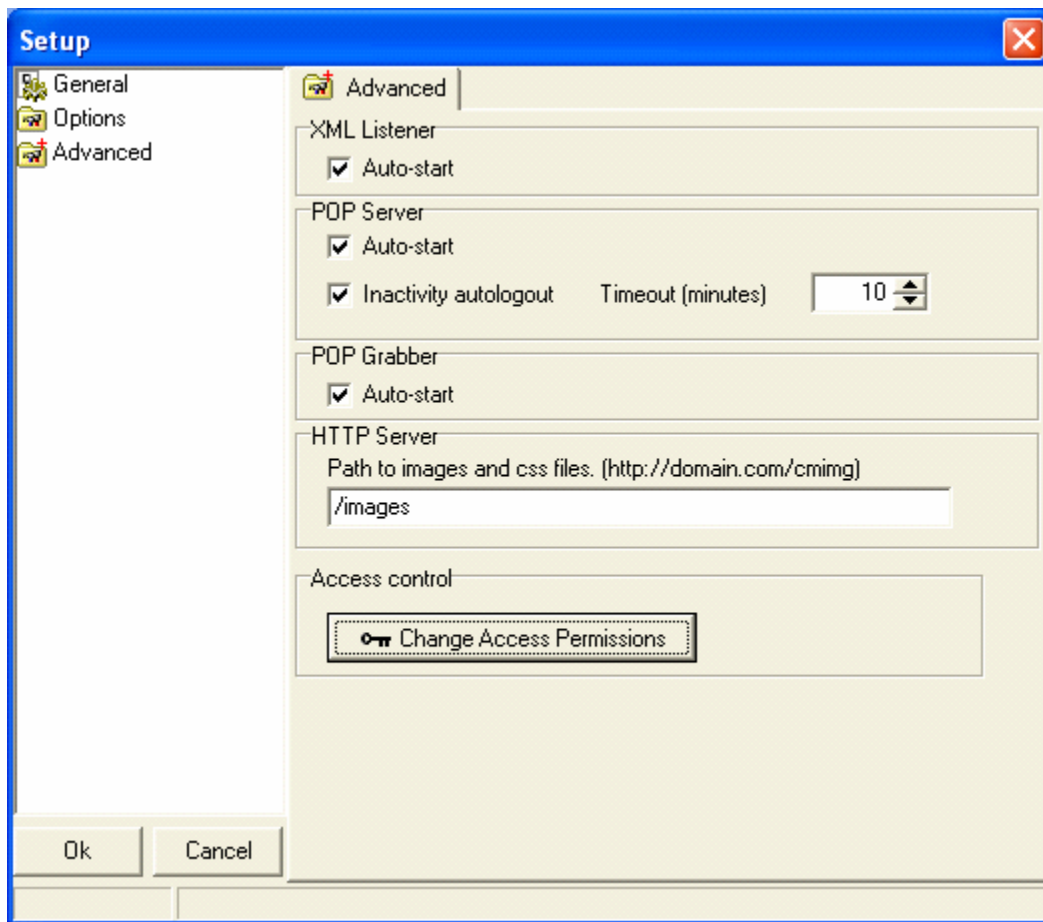 Setup
General
Options
Advanced
Advanced
XML Listener
Auto-start
POP Server
Auto-start
Inactivity autologout Timeout (minutes) 10
POP Grabber
Auto-start
HTTP Server
Path to images and css files. (http://domain.com/cmimg)
/images
Access control
Change Access Permissions
Ok Cancel